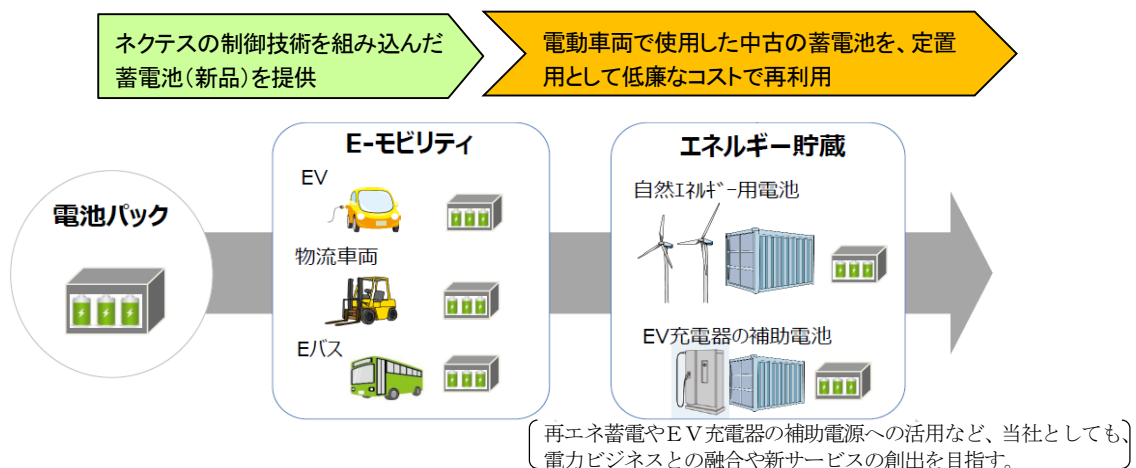 ネクテスの制御技術を組み込んだ
蓄電池(新品)を提供
電動車両で使用した中古の蓄電池を、定置
用として低廉なコストで再利用
電池パック
E-モビリティ
EV
物流車両
Eバス
エネルギー貯蔵
自然ｴﾈﾙｷﾞｰ用電池
EV充電器の補助電池
再エネ蓄電やＥＶ充電器の補助電源への活用など、当社としても、
電力ビジネスとの融合や新サービスの創出を目指す。